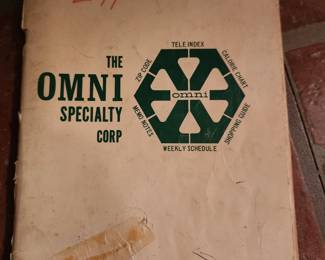 THE
OMNI
SPECIALTY
CORP
TELE INDEX
ZIP CODE
CALORIE CHART
omni
MEMO NOTES
SHOPPING GUIDE
WEEKLY SCHEDULE